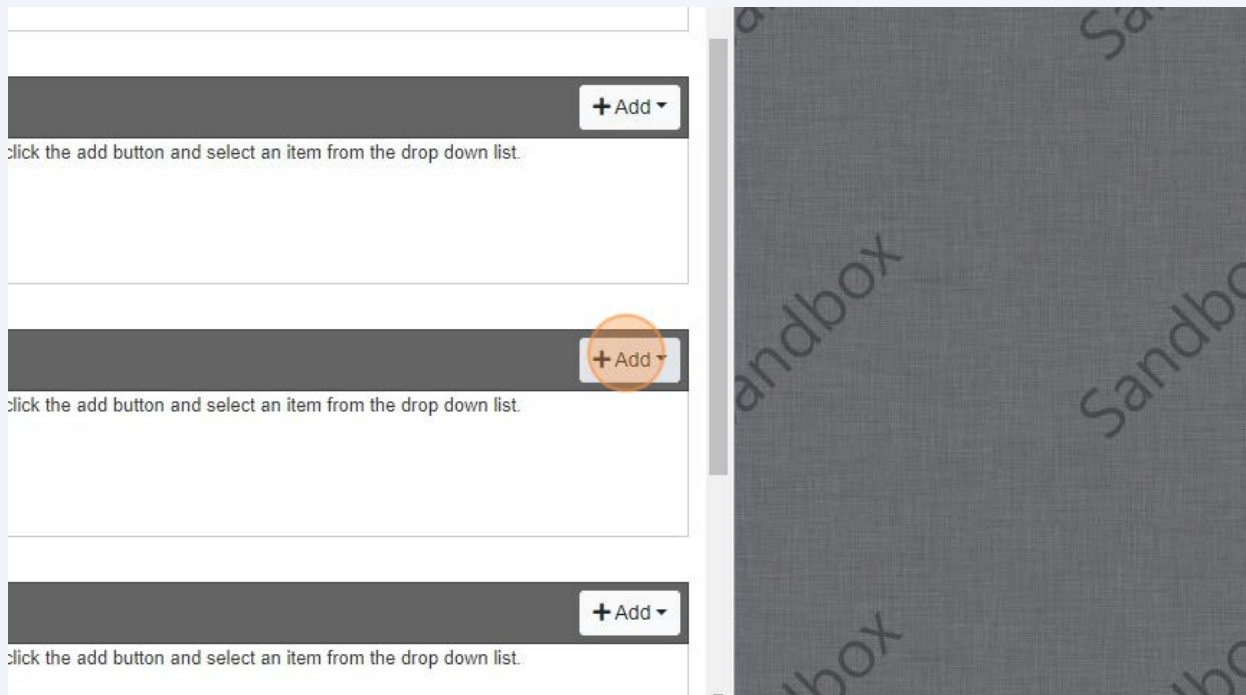 + Add
click the add button and select an item from the drop down list.
+ Add
click the add button and select an item from the drop down list.
+ Add
click the add button and select an item from the drop down list.
Sandbox